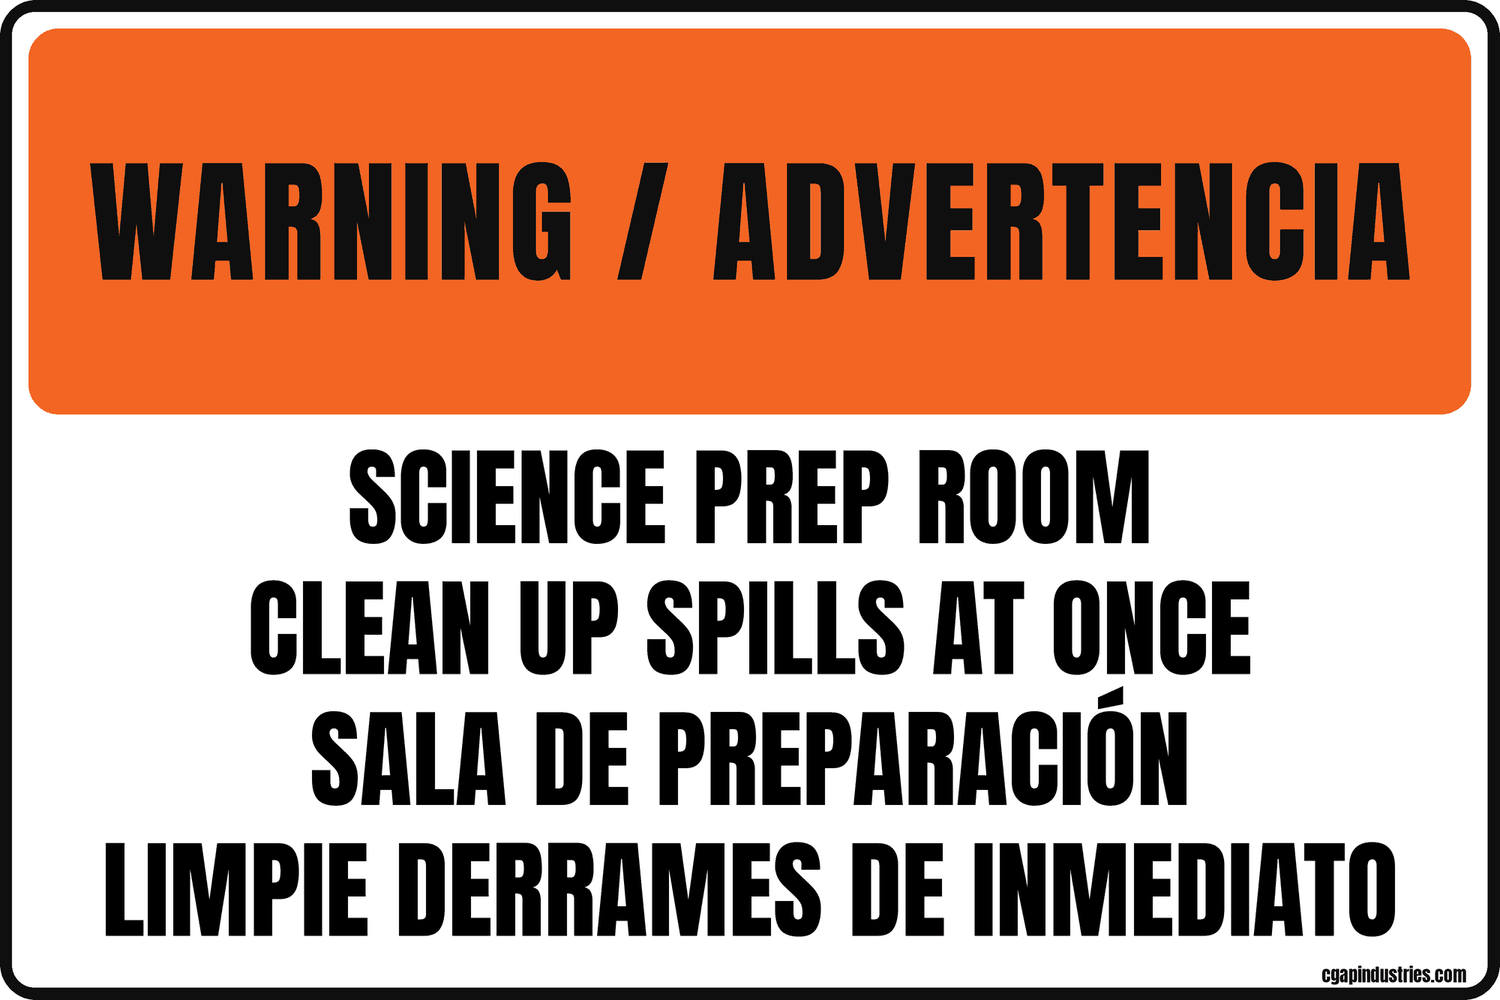 WARNING / ADVERTENCIA
SCIENCE PREP ROOM
CLEAN UP SPILLS AT ONCE
SALA DE PREPARACIÓN
LIMPIE DERRAMES DE INMEDIATO
cgapindustries.com